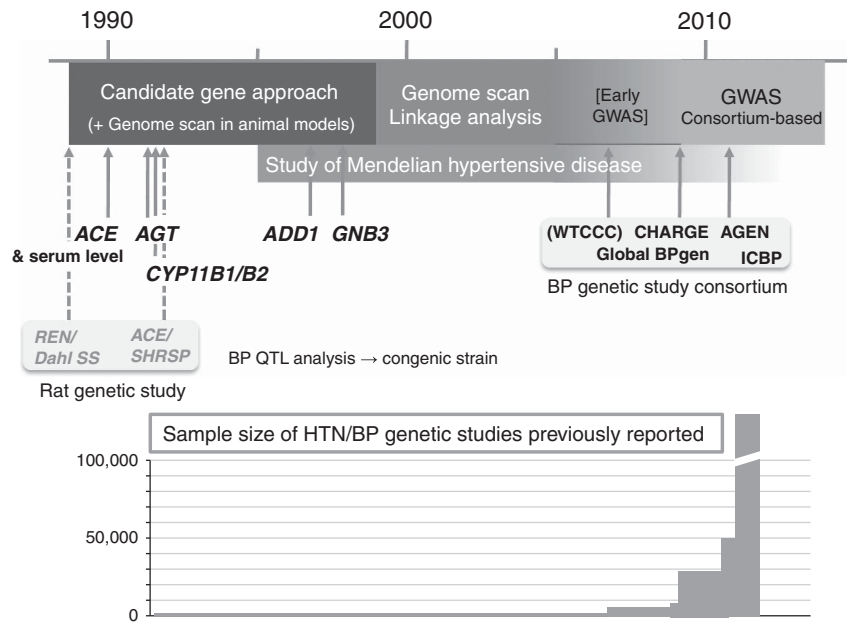 1990 2000 2010
Candidate gene approach
(+ Genome scan in animal models)
Genome scan
Linkage analysis
[Early
GWAS]
GWAS
Consortium-based
Study of Mendelian hypertensive disease
ACE
& serum level
AGT
CYP11B1/B2
ADD1 GNB3
(WTCCC) CHARGE AGEN
Global BPgen ICBP
BP genetic study consortium
REN/
Dahl SS
ACE/
SHRSP
Rat genetic study
BP QTL analysis → congenic strain
Sample size of HTN/BP genetic studies previously reported
100,000
50,000
0